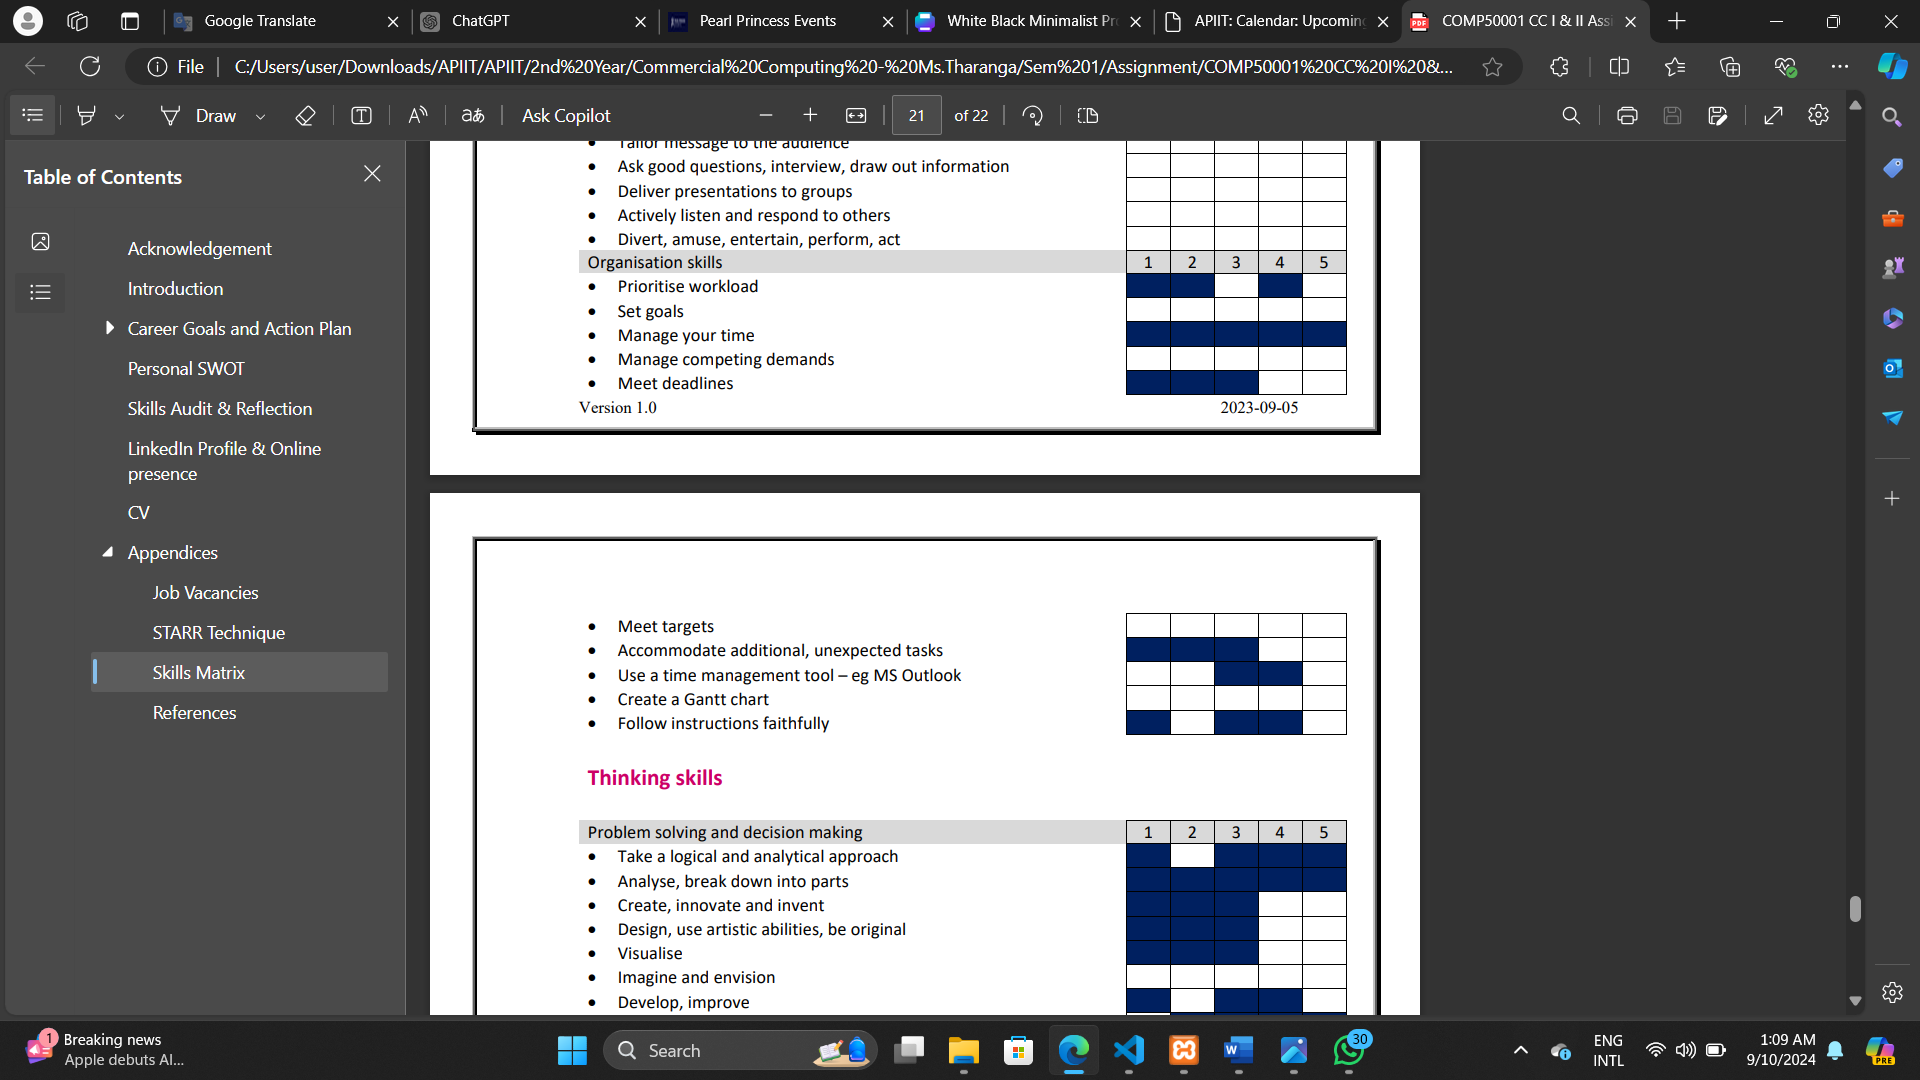 Google Translate
ChatGPT
Pearl Princess Events
White Black Minimalist Pr
APIIT: Calendar: Upcoming
COMP50001 CC I & II Assi
File
C:/Users/user/Downloads/APIIT/APIIT/2nd%20Year/Commercial%20Computing%20-%20Ms.Tharanga/Sem%201/Assignment/COMP50001%20CC%20I%20&...
Draw
Ask Copilot
21 of 22
Table of Contents
Acknowledgement
Introduction
Career Goals and Action Plan
Personal SWOT
Skills Audit & Reflection
LinkedIn Profile & Online
presence
CV
Appendices
Job Vacancies
STARR Technique
Skills Matrix
References
• Tailor message to the audience
• Ask good questions, interview, draw out information
• Deliver presentations to groups
• Actively listen and respond to others
• Divert, amuse, entertain, perform, act
Organisation skills 1 2 3 4 5
• Prioritise workload
• Set goals
• Manage your time
• Manage competing demands
• Meet deadlines
Version 1.0 2023-09-05
• Meet targets
• Accommodate additional, unexpected tasks
• Use a time management tool – eg MS Outlook
• Create a Gantt chart
• Follow instructions faithfully
Thinking skills
Problem solving and decision making 1 2 3 4 5
• Take a logical and analytical approach
• Analyse, break down into parts
• Create, innovate and invent
• Design, use artistic abilities, be original
• Visualise
• Imagine and envision
• Develop, improve
1
Breaking news
Apple debuts AI...
Search
30
ENG
INTL
1:09 AM
9/10/2024
PRE